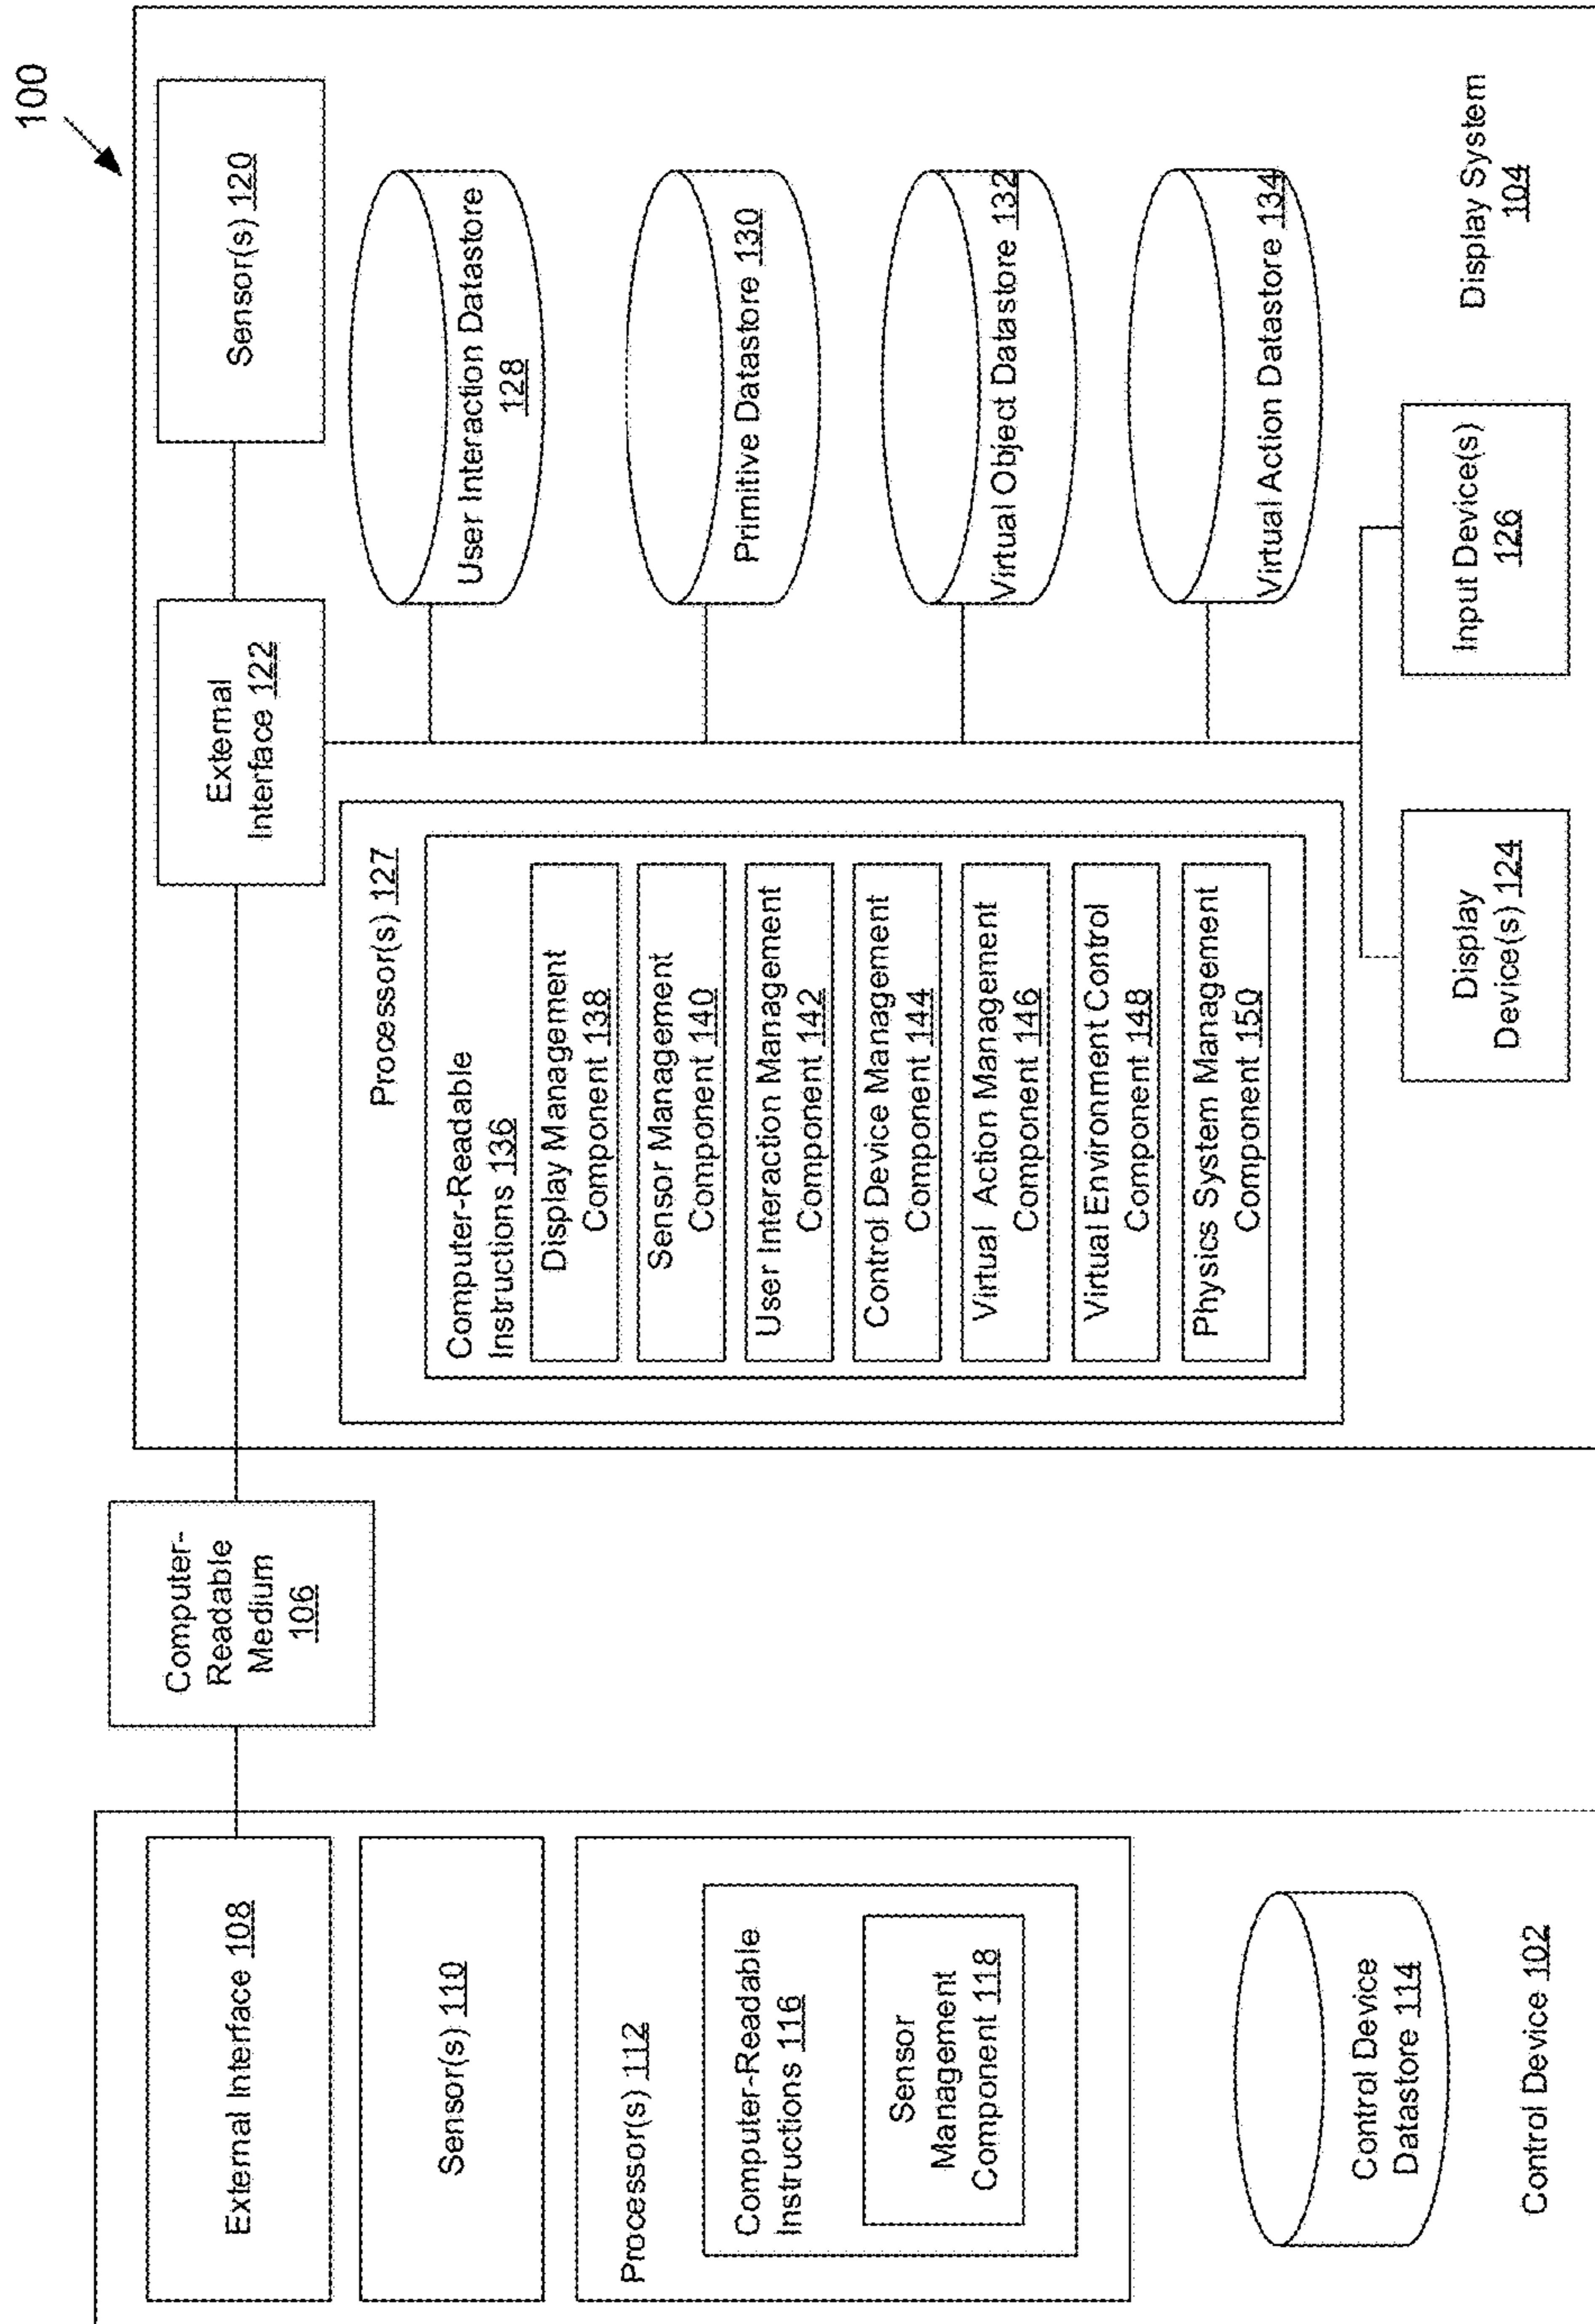 100
External Interface 108
Sensor(s) 110
Processor(s) 112
Computer-Readable
Instructions 116
Sensor
Management
Component 118
Control Device
Datastore 114
Control Device 102
Computer-
Readable
Medium
106
External
Interface 122
Sensor(s) 120
Processor(s) 127
Computer-Readable
Instructions 136
Display Management
Component 138
Sensor Management
Component 140
User Interaction Management
Component 142
Control Device Management
Component 144
Virtual Action Management
Component 146
Virtual Environment Control
Component 148
Physics System Management
Component 150
User Interaction Datastore
128
Primitive Datastore 130
Virtual Object Datastore 132
Virtual Action Datastore 134
Display
Device(s) 124
Input Device(s)
126
Display System
104